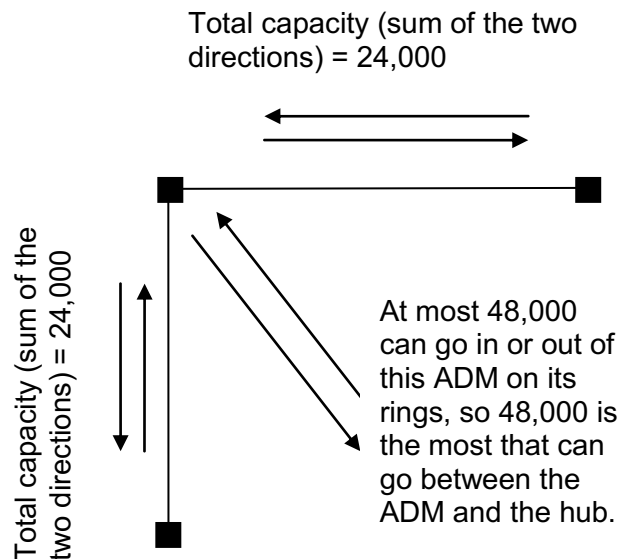 Total capacity (sum of the two
directions) = 24,000
Total capacity (sum of the
two directions) = 24,000
At most 48,000
can go in or out of
this ADM on its
rings, so 48,000 is
the most that can
go between the
ADM and the hub.